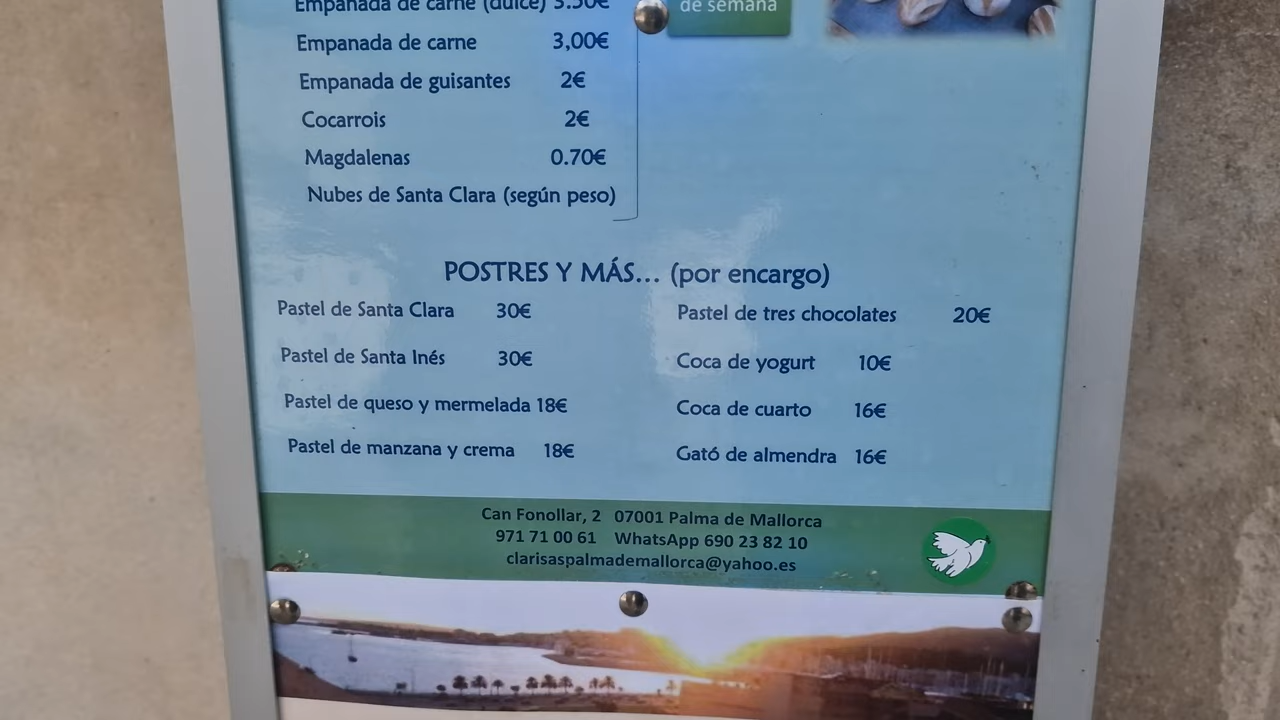 Empanada de carne (dulce) 3.50€
de semana
Empanada de carne 3,00€
Empanada de guisantes 2€
Cocarrois 2€
Magdalenas 0.70€
Nubes de Santa Clara (según peso)
POSTRES Y MÁS... (por encargo)
Pastel de Santa Clara 30€
Pastel de Santa Inés 30€
Pastel de queso y mermelada 18€
Pastel de manzana y crema 18€
Pastel de tres chocolates 20€
Coca de yogurt 10€
Coca de cuarto 16€
Gató de almendra 16€
Can Fonollar, 2 07001 Palma de Mallorca
971 71 00 61 WhatsApp 690 23 82 10
clarisaspalmademallorca@yahoo.es